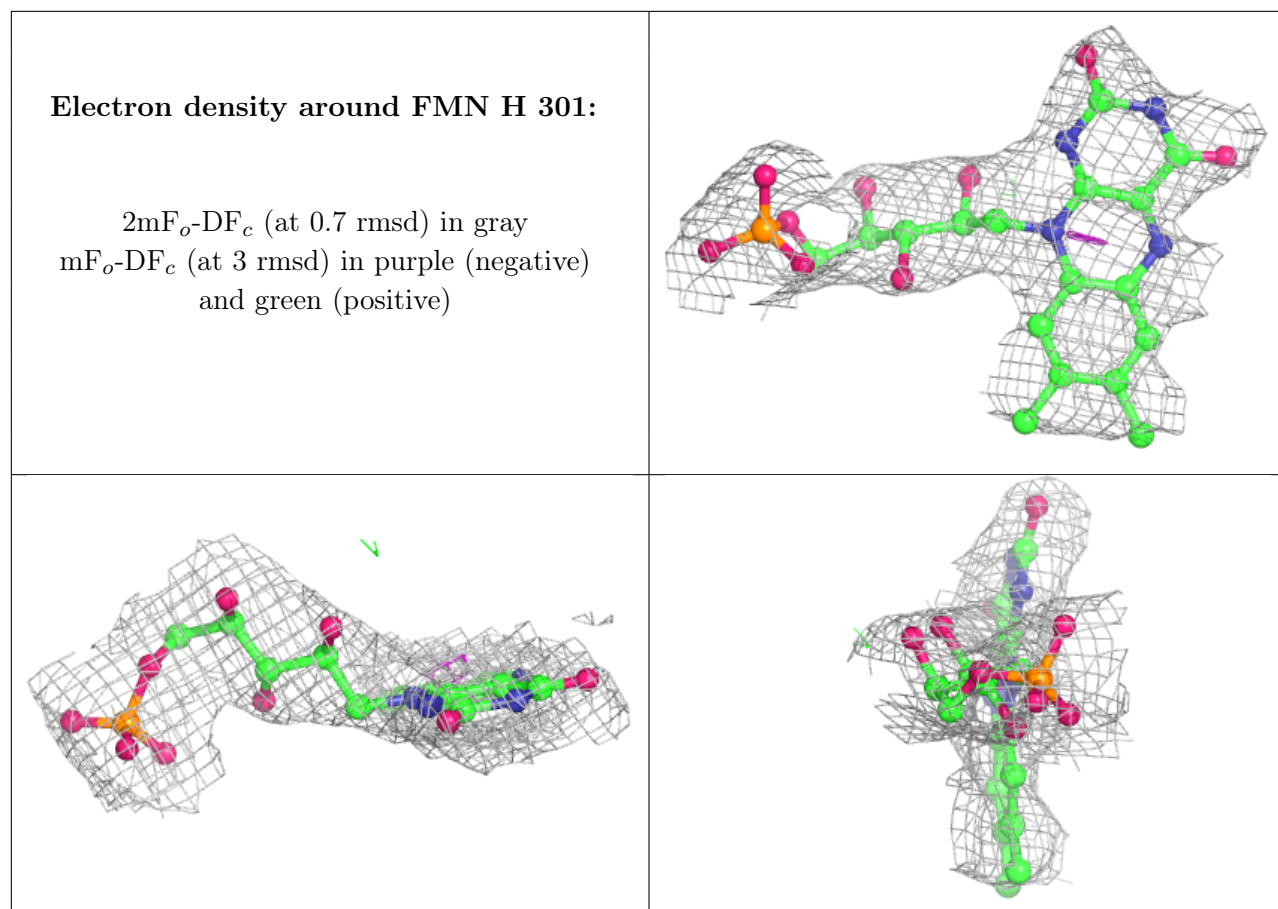 Electron density around FMN H 301:
2mFo-DFc (at 0.7 rmsd) in gray
mFo-DFc (at 3 rmsd) in purple (negative)
and green (positive)